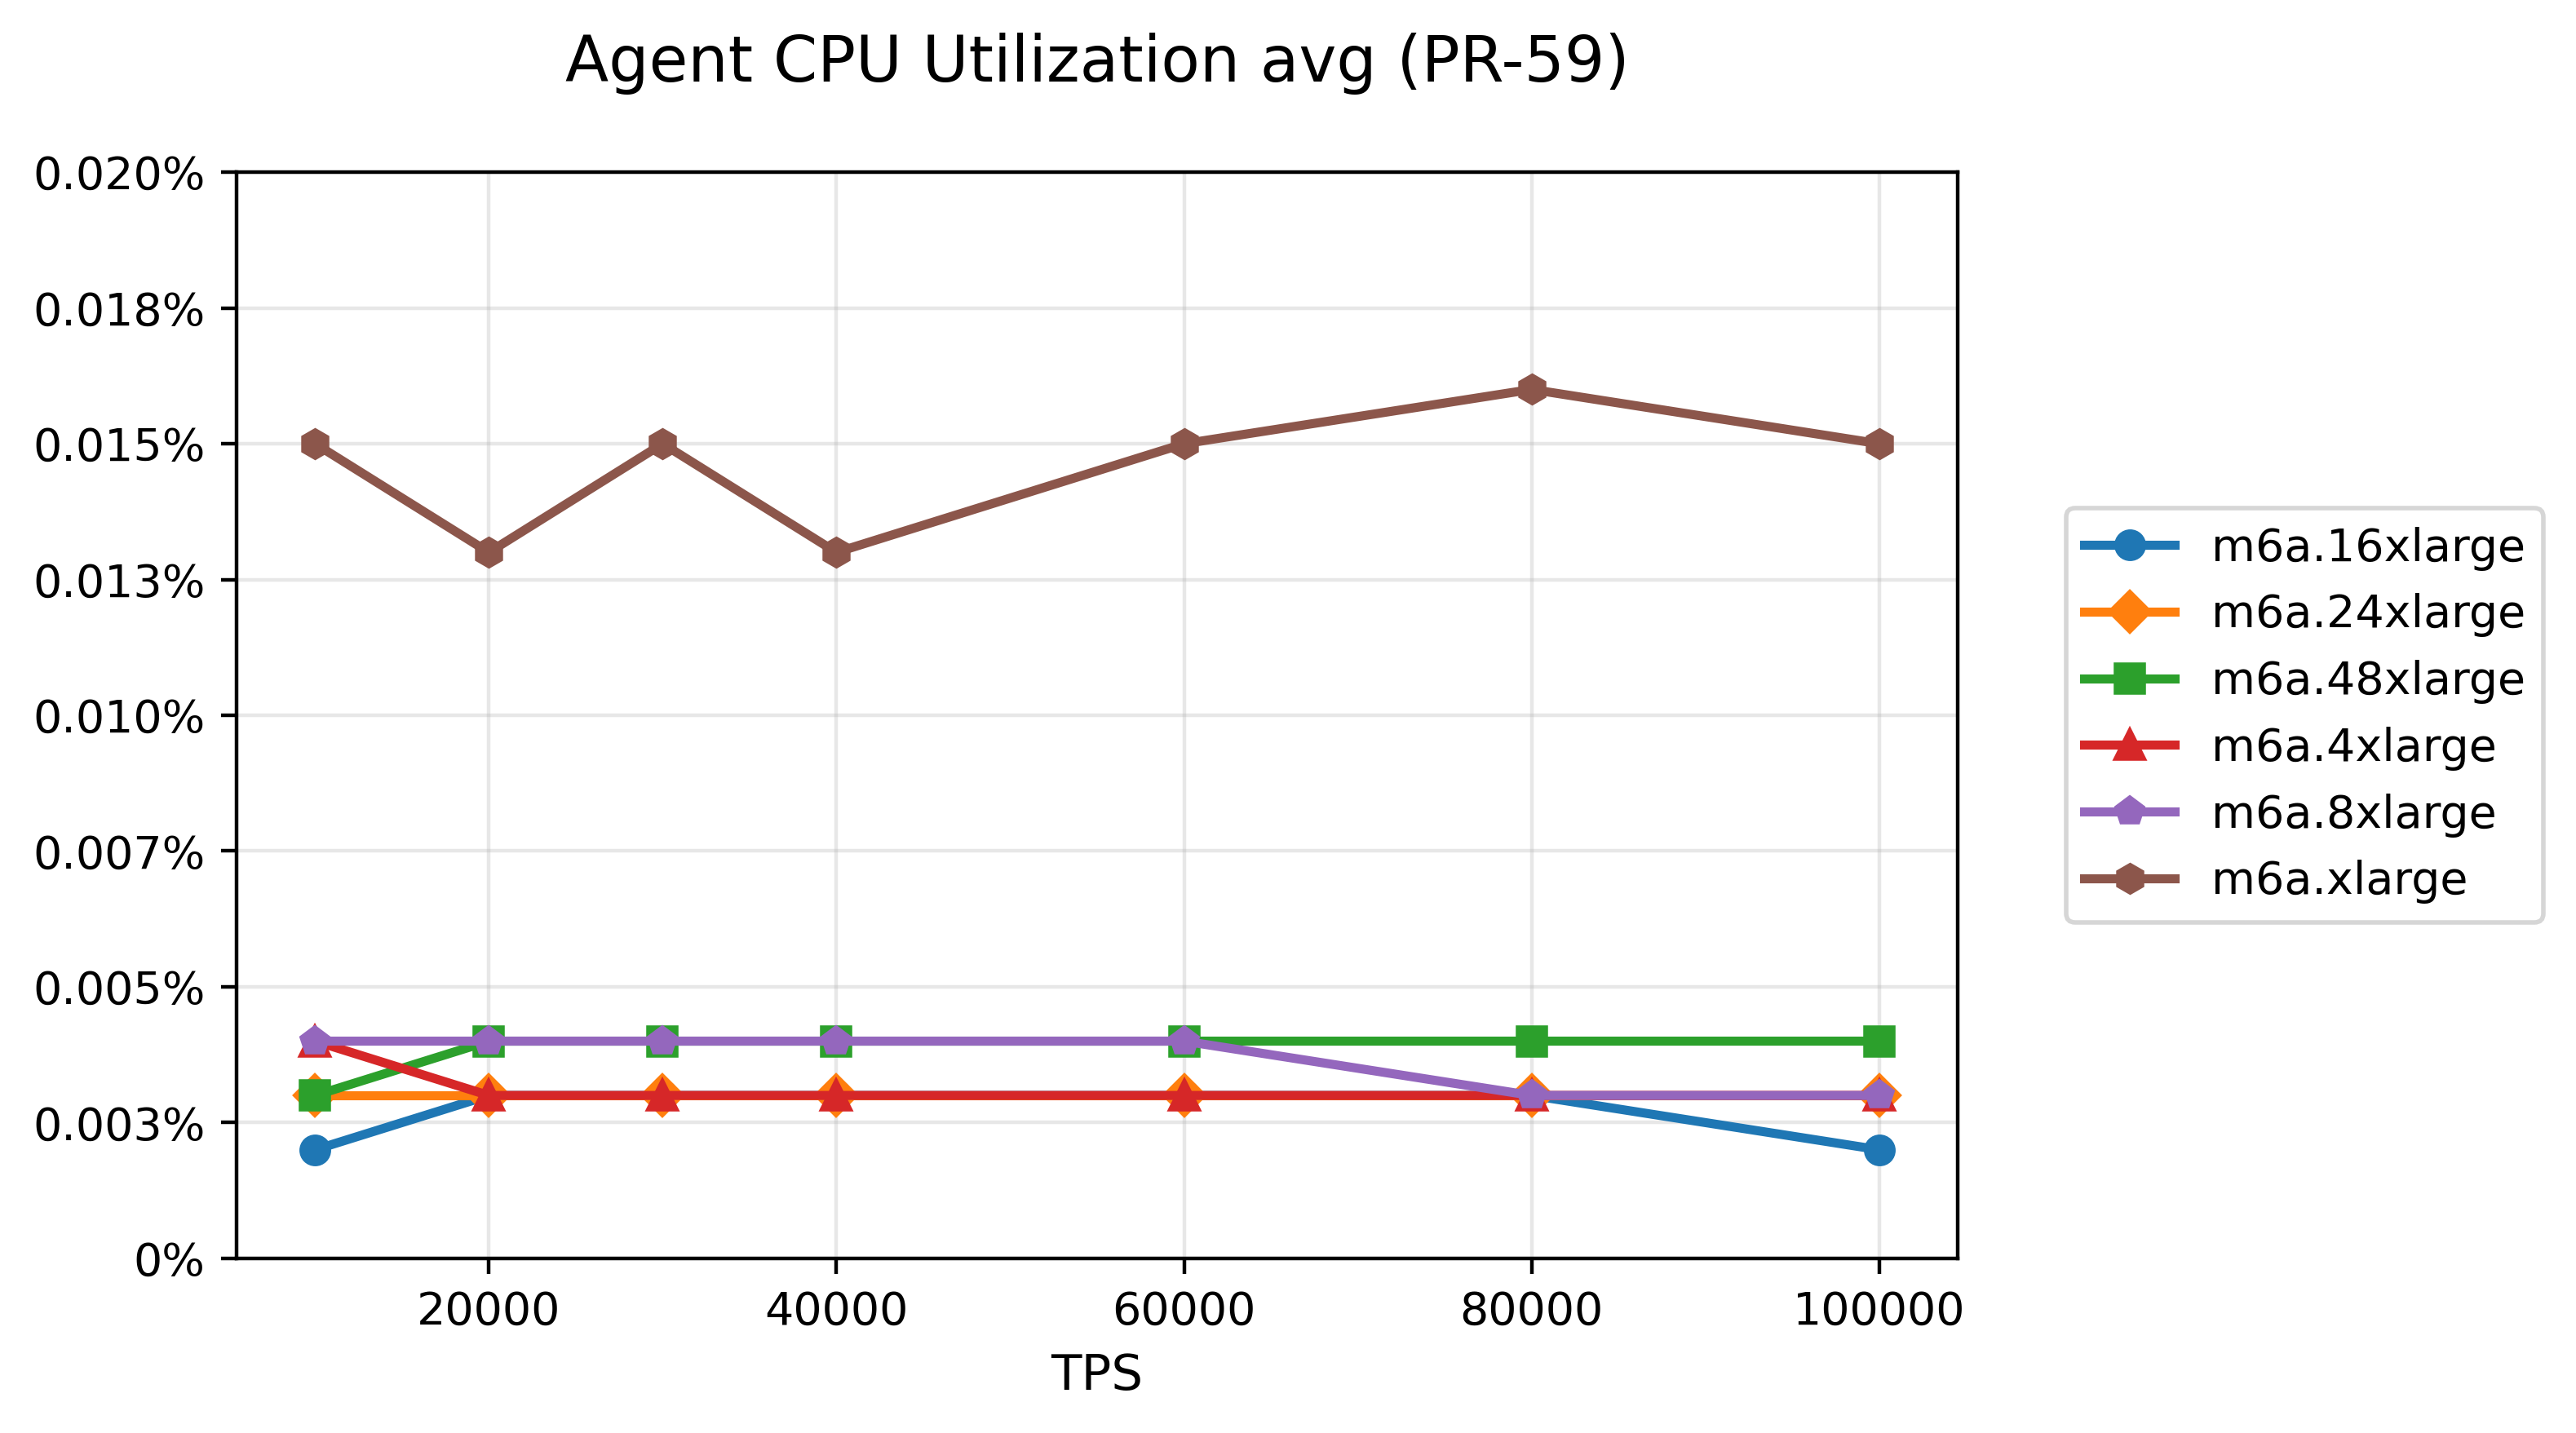 Agent CPU Utilization avg (PR-59)
0.020%
0.018%
0.015%
0.013%
0.010%
0.007%
0.005%
0.003%
0%
20000 40000 60000 80000 100000
TPS
m6a.16xlarge
m6a.24xlarge
m6a.48xlarge
m6a.4xlarge
m6a.8xlarge
m6a.xlarge